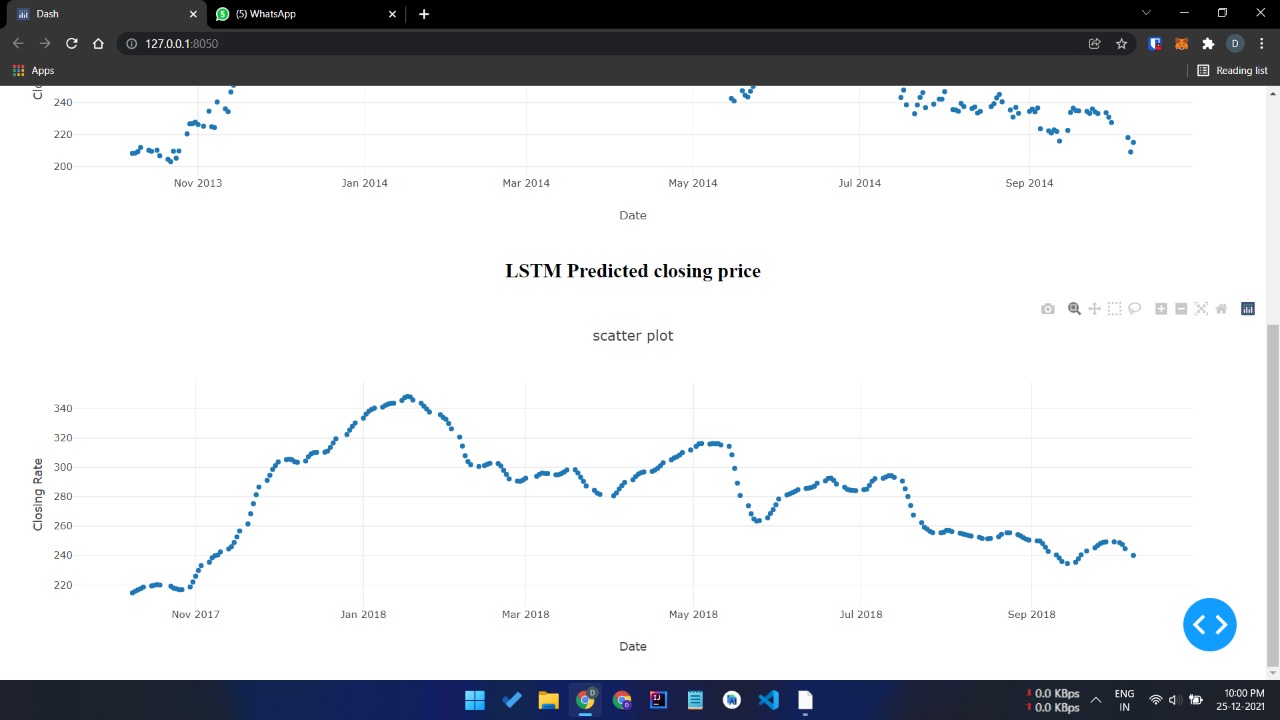 Dash
(5) WhatsApp
127.0.0.1:8050
Apps
Reading list
D
240
220
200
Nov 2013 Jan 2014 Mar 2014 May 2014 Jul 2014 Sep 2014
Date
LSTM Predicted closing price
scatter plot
Closing Rate
340
320
300
280
260
240
220
Nov 2017 Jan 2018 Mar 2018 May 2018 Jul 2018 Sep 2018
Date
0.0 KBps
0.0 KBps
ENG
IN
10:00 PM
25-12-2021